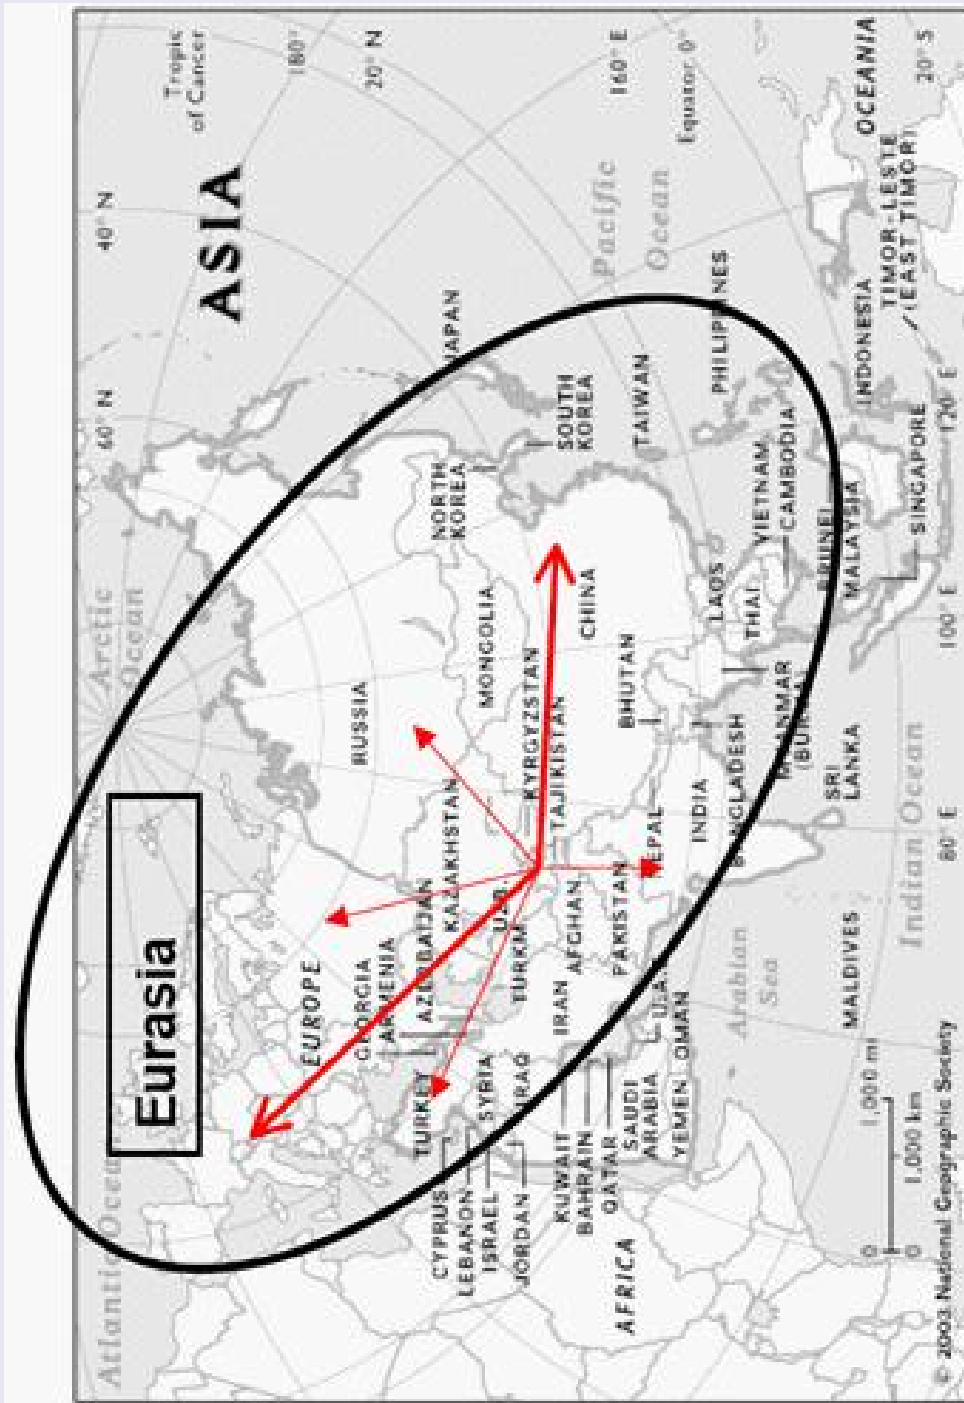 Eurasia
ASIA
Atlantic Ocean
Arctic
Ocean
60° N
40° N
Tropic
of Cancer
180°
20° N
160° E
Equator 0°
20° S
Pacific
Ocean
EUROPE
RUSSIA
GEORGIA
ARMENIA
AZERBAIJAN
TURKEY
KAZAKHSTAN
MONGOLIA
NORTH
KOREA
JAPAN
SOUTH
KOREA
CYPRUS
LEBANON
SYRIA
ISRAEL
JORDAN
IRAQ
UZB.
TURKM.
KYRGYZSTAN
TAJIKISTAN
CHINA
TAIWAN
KUWAIT
BAHRAIN
QATAR
IRAN
AFGHAN.
PAKISTAN
BHUTAN
NEPAL
AFRICA
SAUDI
ARABIA
YEMEN
OMAN
U.A.E.
INDIA
BANGLADESH
LAOS
THAI.
VIETNAM
CAMBODIA
PHILIPPINES
Arabian
Sea
MYANMAR
(BURMA)
SRI
LANKA
BRUNEI
MALAYSIA
INDONESIA
OCEANIA
TIMOR-LESTE
(EAST TIMOR)
MALDIVES
Indian Ocean
SINGAPORE
0 1,000 mi
0 1,000 km
80° E
100° E
120° E
© 2003 National Geographic Society